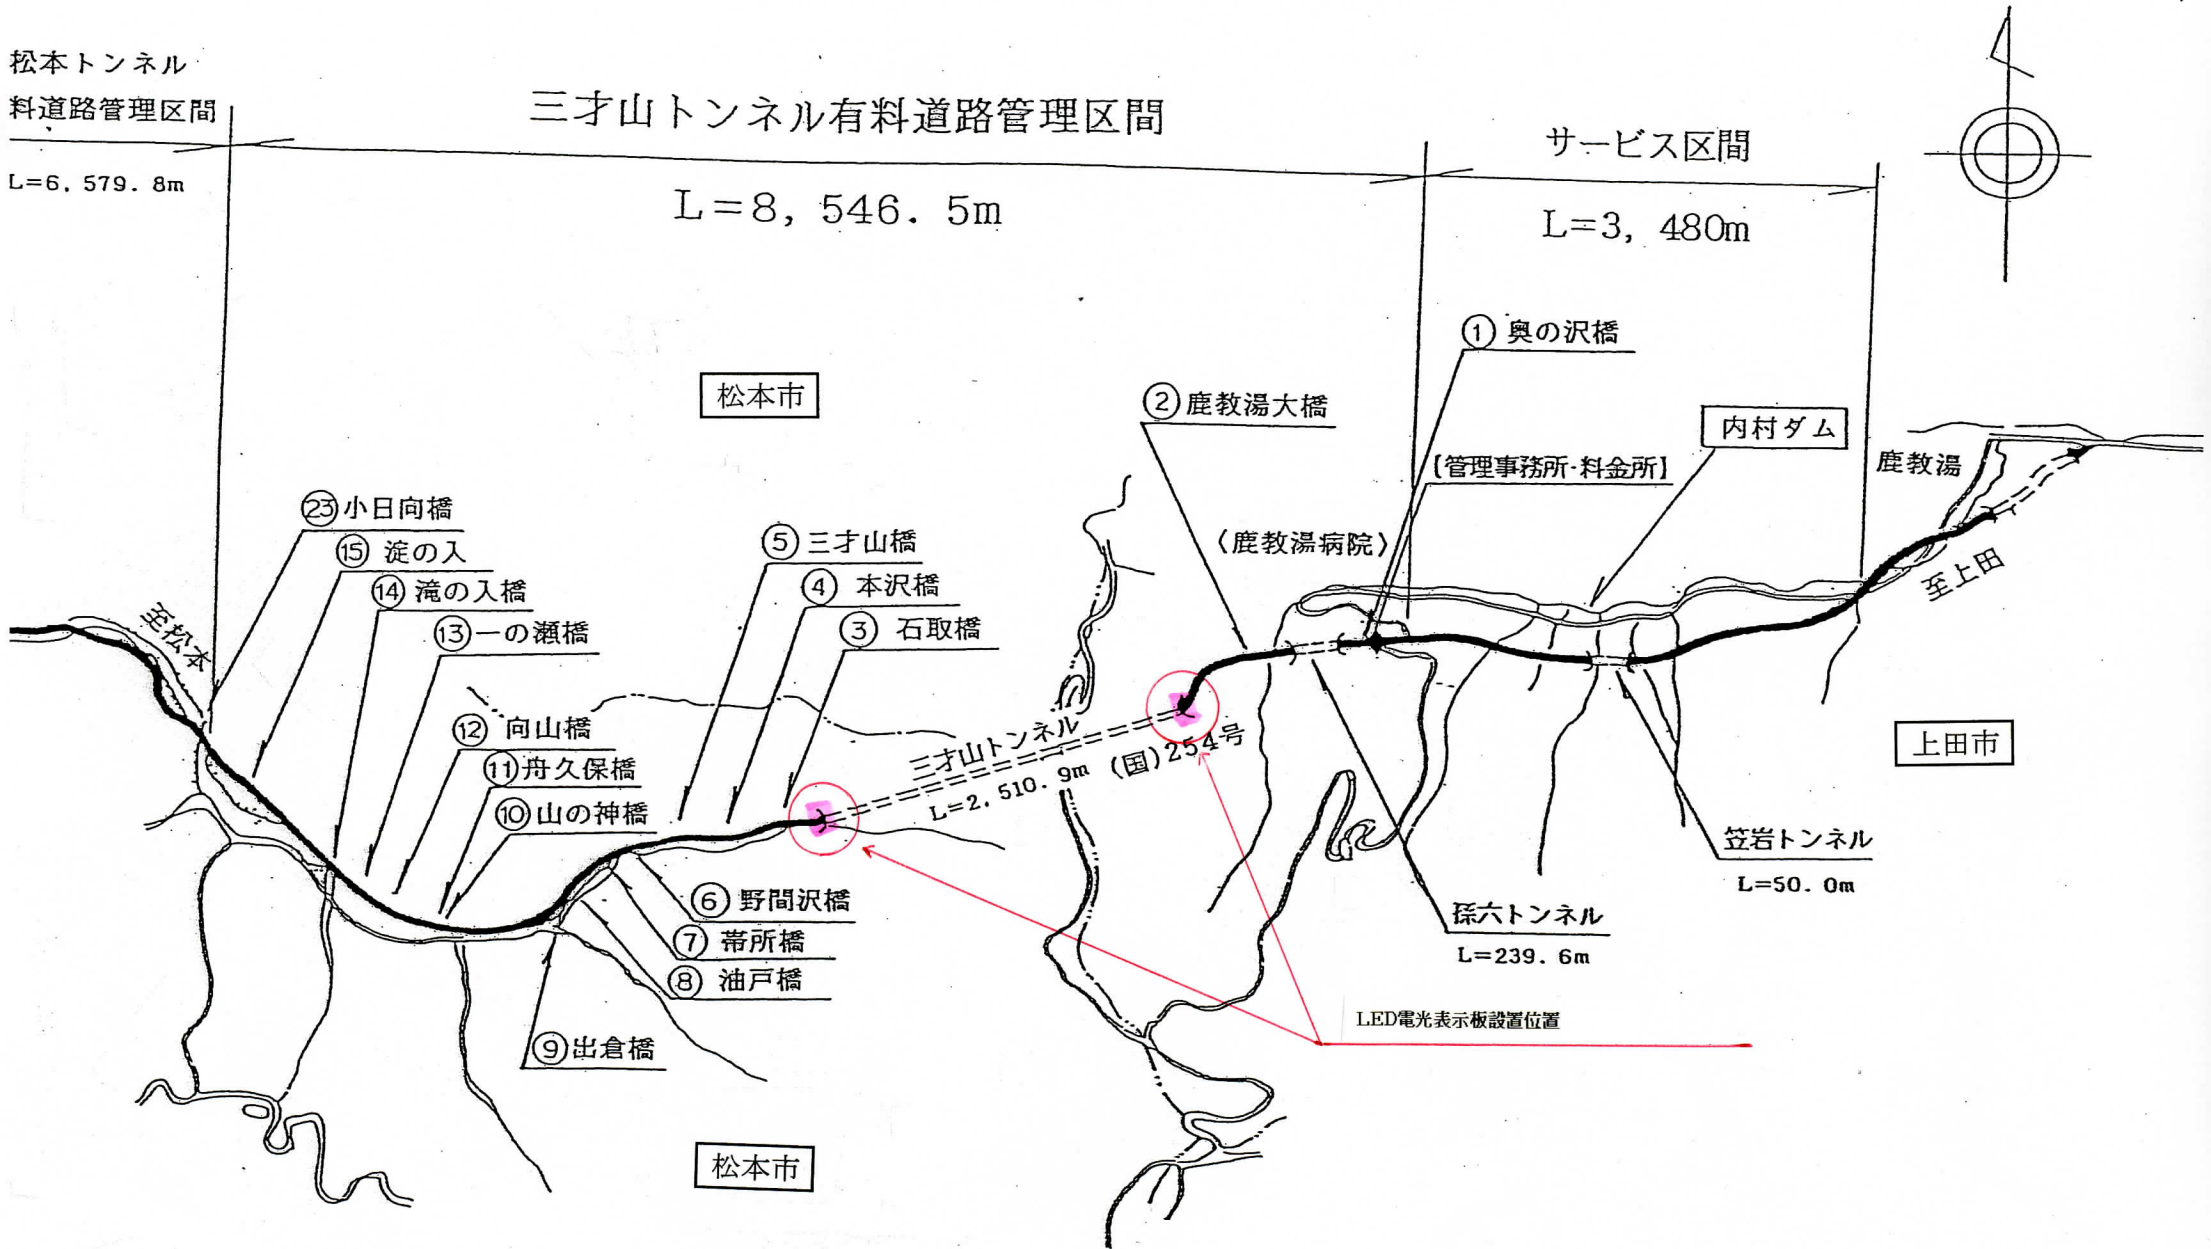 松本トンネル
料道路管理区間
L=6,579.8m
三才山トンネル有料道路管理区間
L=8,546.5m
サービス区間
L=3,480m
① 奥の沢橋
② 鹿教湯大橋
松本市
内村ダム
【管理事務所・料金所】
鹿教湯
〈鹿教湯病院〉
㉓小日向橋
⑮ 淀の入
⑭ 滝の入橋
⑬一の瀬橋
⑤ 三才山橋
④ 本沢橋
③ 石取橋
至松本
至上田
⑫ 向山橋
⑪舟久保橋
⑩山の神橋
三才山トンネル
L=2,510.9m (国)254号
上田市
笠岩トンネル
L=50.0m
孫六トンネル
L=239.6m
⑥ 野間沢橋
⑦ 帯所橋
⑧ 油戸橋
⑨出倉橋
LED電光表示板設置位置
松本市